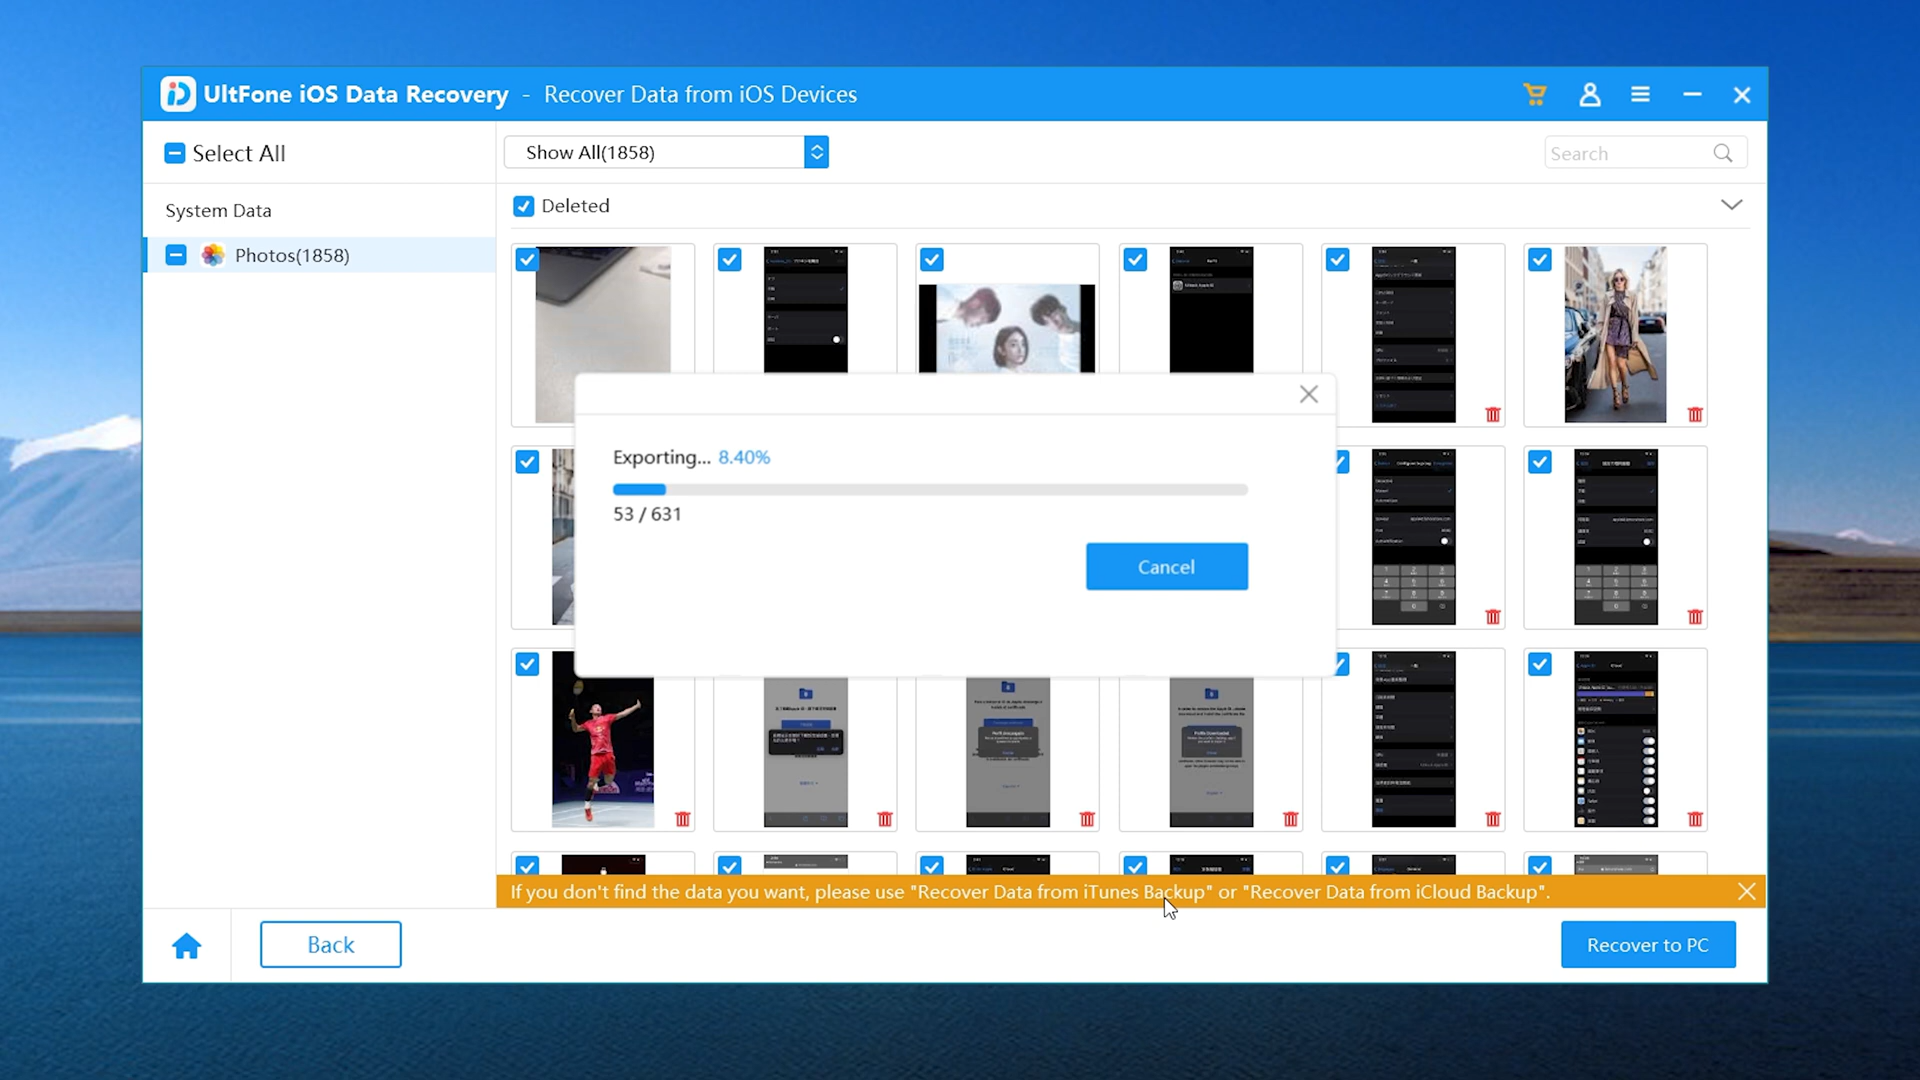 UltFone iOS Data Recovery - Recover Data from iOS Devices
Select All
Show All(1858)
Search
System Data
Deleted
Photos(1858)
Exporting... 8.40%
53 / 631
Cancel
If you don't find the data you want, please use "Recover Data from iTunes Backup" or "Recover Data from iCloud Backup".
Back
Recover to PC